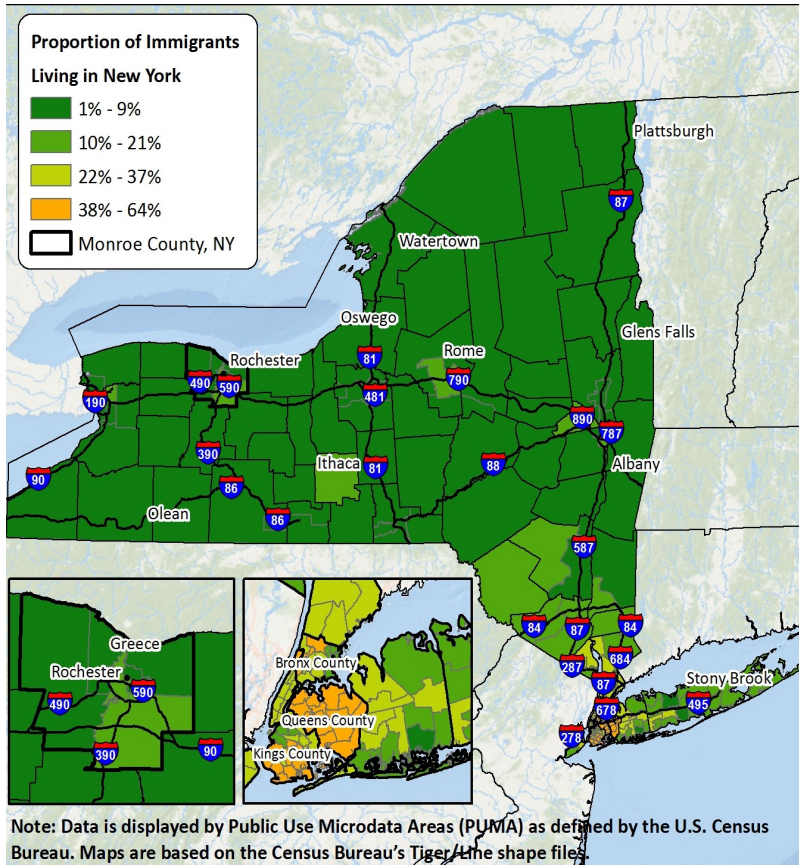 Proportion of Immigrants
Living in New York
1% - 9%
10% - 21%
22% - 37%
38% - 64%
Monroe County, NY
Plattsburgh
87
Watertown
Oswego
Glens Falls
Rochester
Rome
81
490
590
790
190
481
890
787
390
Ithaca
81
88
Albany
90
86
Olean
86
587
84
87
84
287
684
87
Stony Brook
678
495
278
Greece
Rochester
590
490
390
90
Bronx County
Queens County
Kings County
Note: Data is displayed by Public Use Microdata Areas (PUMA) as defined by the U.S. Census
Bureau. Maps are based on the Census Bureau's Tiger/Line shape files